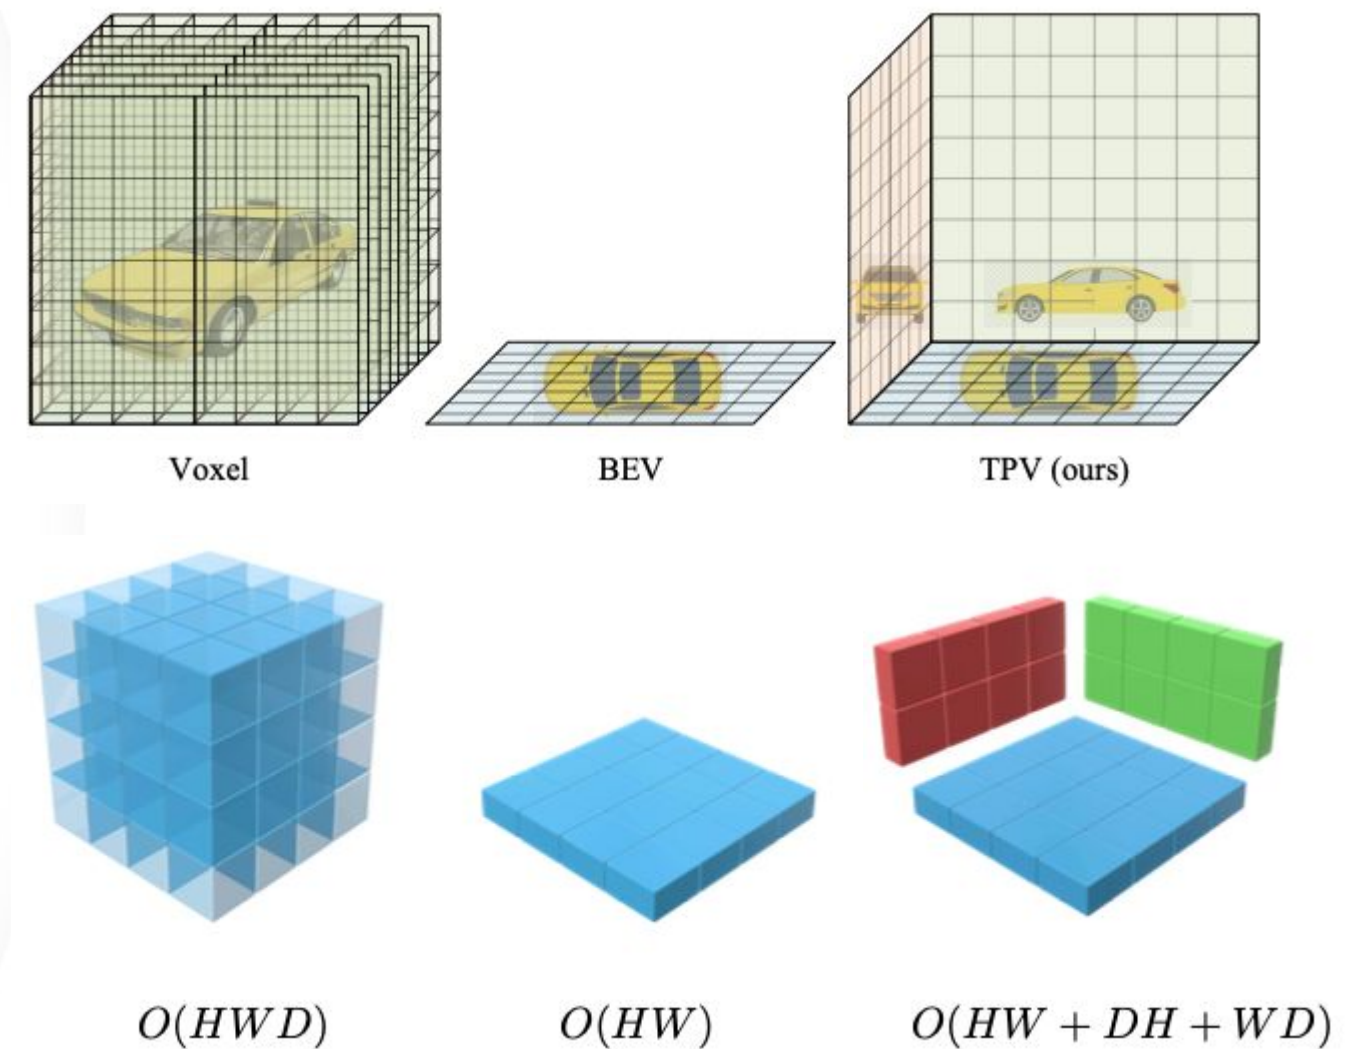 Voxel
BEV
TPV (ours)
O(HWD)
O(HW)
O(HW + DH + WD)